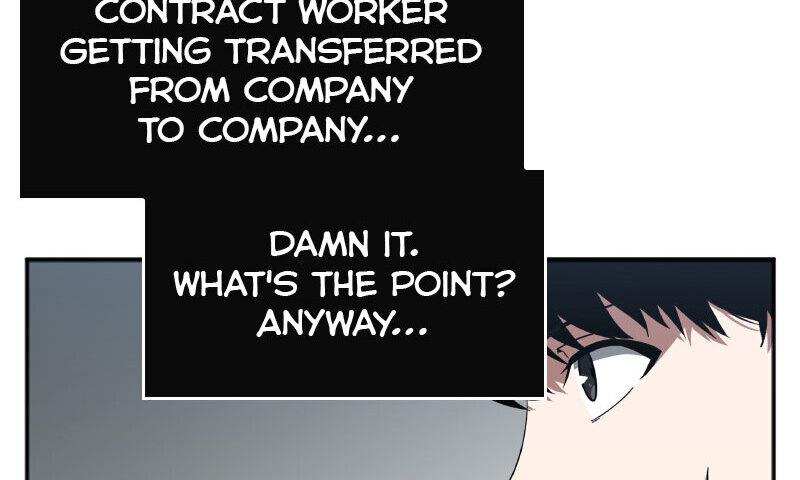 CONTRACT WORKER
GETTING TRANSFERRED
FROM COMPANY
TO COMPANY...
DAMN IT.
WHAT'S THE POINT?
ANYWAY...